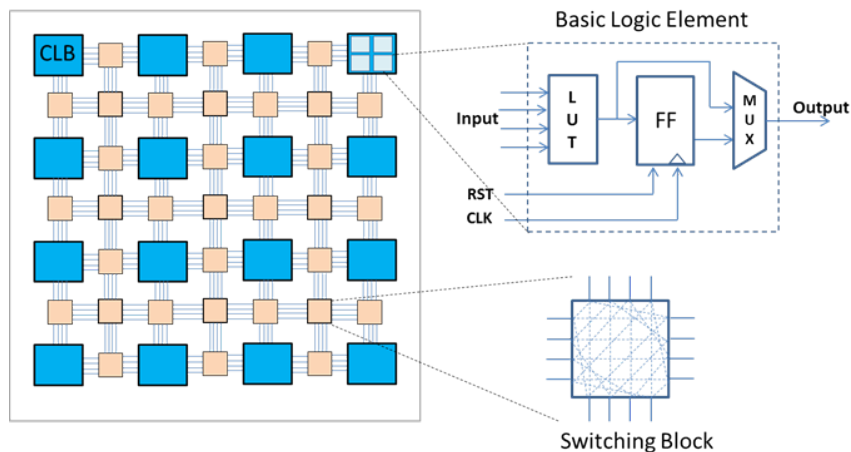 Basic Logic Element
CLB
L
U
T
FF
M
U
X
Input
Output
RST
CLK
Switching Block